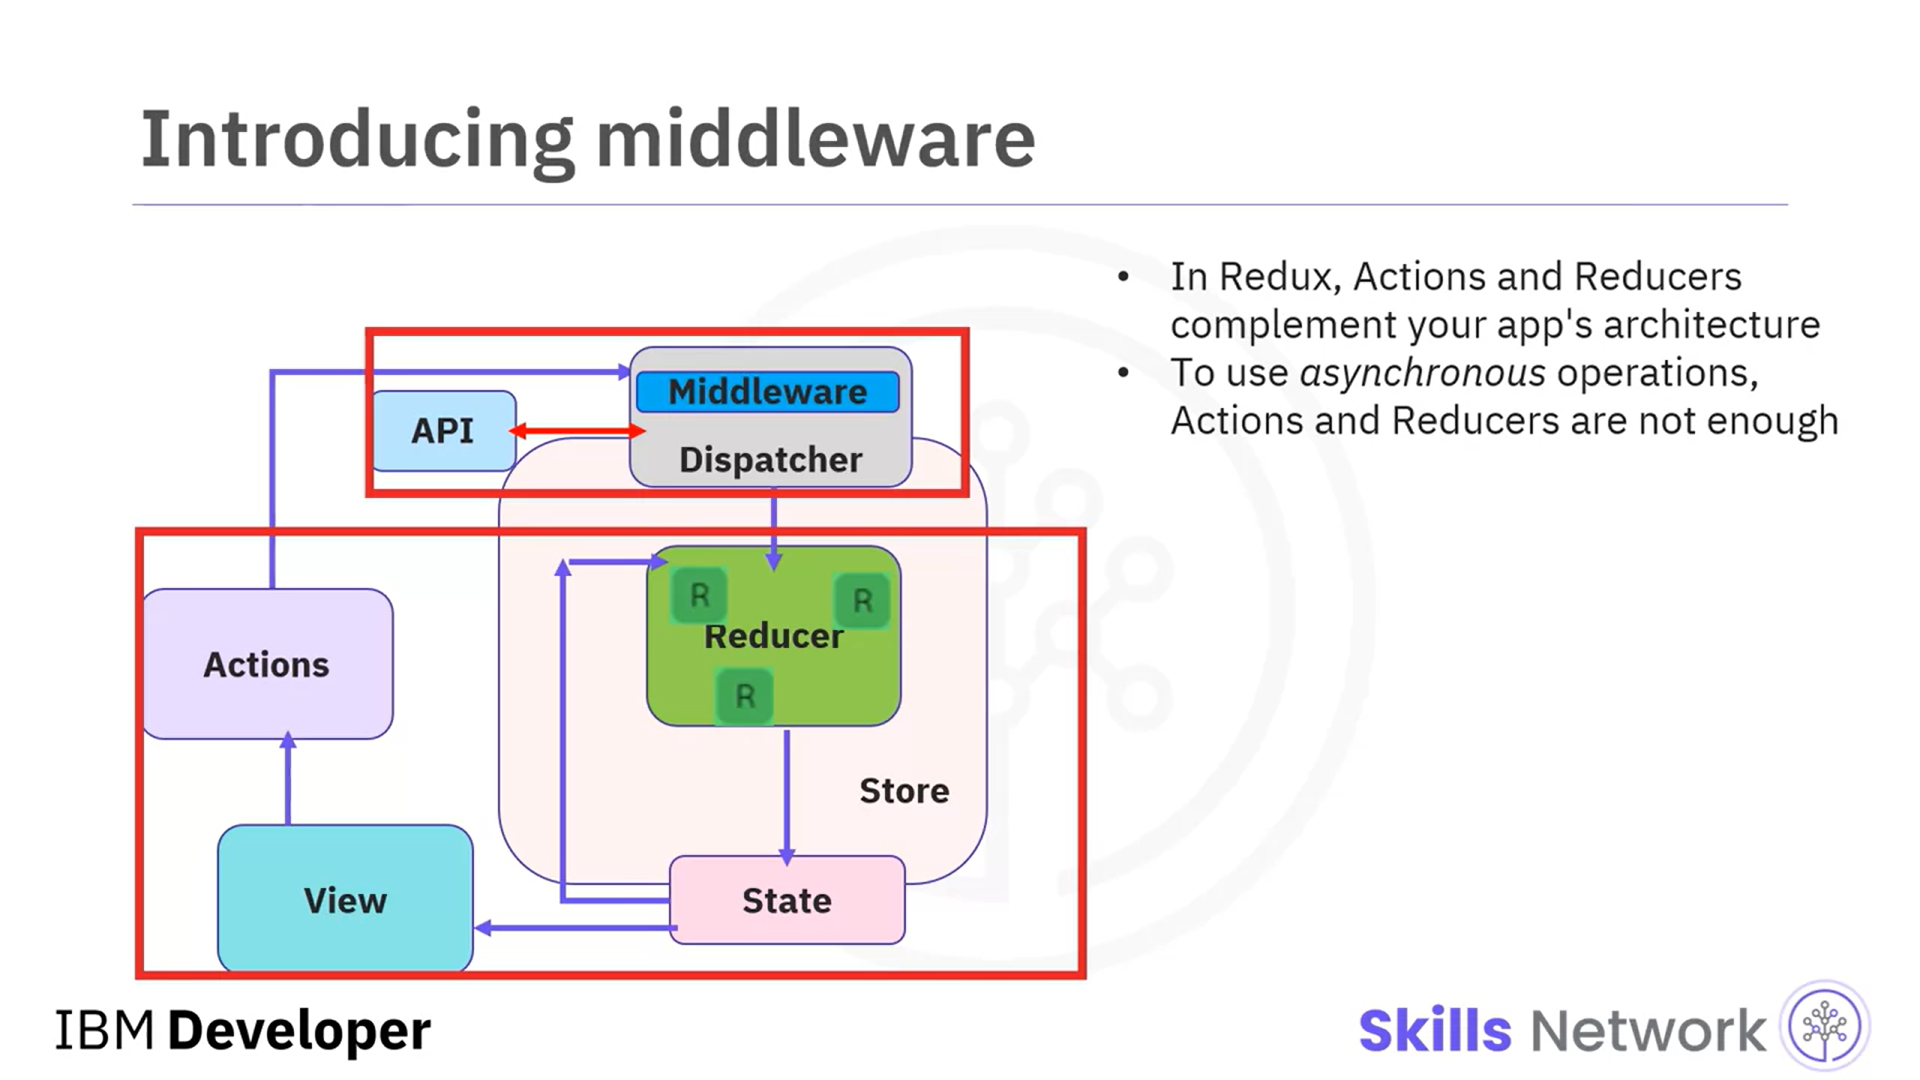 Introducing middleware
• In Redux, Actions and Reducers
complement your app's architecture
• To use asynchronous operations,
Actions and Reducers are not enough
Middleware
API
Dispatcher
R
R
Reducer
R
Actions
Store
View
State
IBM Developer
Skills Network